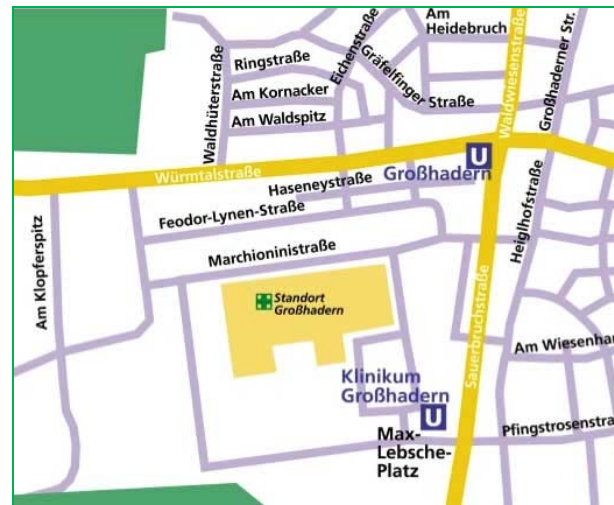 Am
Heidebruch
Ringstraße
Eichenstraße
Gräfelfinger Straße
Waldwiesenstraße
Großhaderner Str.
Waldhüterstraße
Am Kornacker
Am Waldspitz
U
Großhadern
Würmtalstraße
Haseneystraße
Feodor-Lynen-Straße
Heiglhofstraße
Marchioninistraße
Am Klopferspitz
Standort
Großhadern
Sauerbruchstraße
Am Wiesenha
Klinikum
Großhadern
U
Max-
Lebsche-
Platz
Pfingstrosenstra